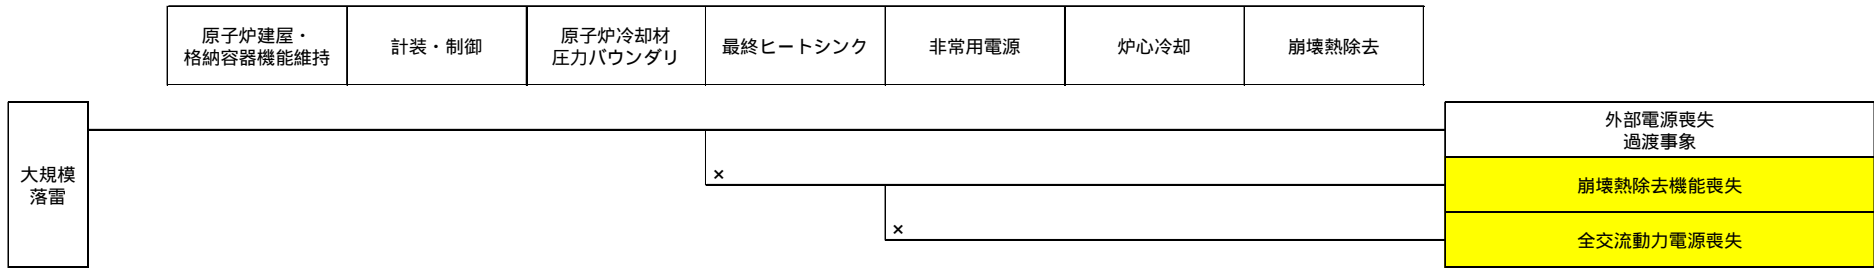 原子炉建屋・
格納容器機能維持
計装・制御
原子炉冷却材
圧力バウンダリ
最終ヒートシンク
非常用電源
炉心冷却
崩壊熱除去
大規模
落雷
外部電源喪失
過渡事象
×
崩壊熱除去機能喪失
×
全交流動力電源喪失